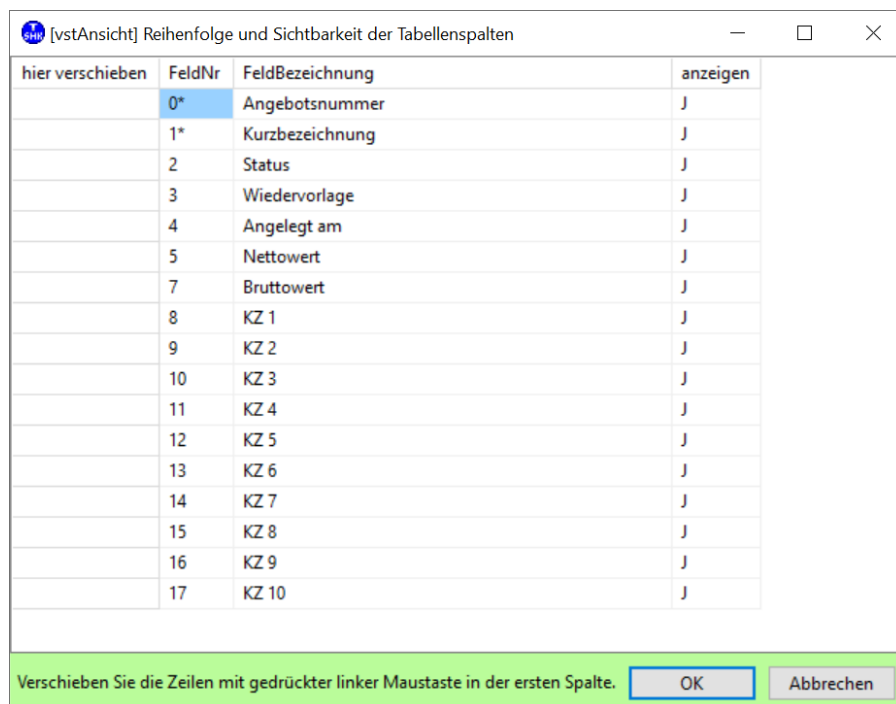 T SHK [vstAnsicht] Reihenfolge und Sichtbarkeit der Tabellenspalten
hier verschieben FeldNr FeldBezeichnung anzeigen
0* Angebotsnummer J
1* Kurzbezeichnung J
2 Status J
3 Wiedervorlage J
4 Angelegt am J
5 Nettowert J
7 Bruttowert J
8 KZ 1 J
9 KZ 2 J
10 KZ 3 J
11 KZ 4 J
12 KZ 5 J
13 KZ 6 J
14 KZ 7 J
15 KZ 8 J
16 KZ 9 J
17 KZ 10 J
Verschieben Sie die Zeilen mit gedrückter linker Maustaste in der ersten Spalte. OK Abbrechen